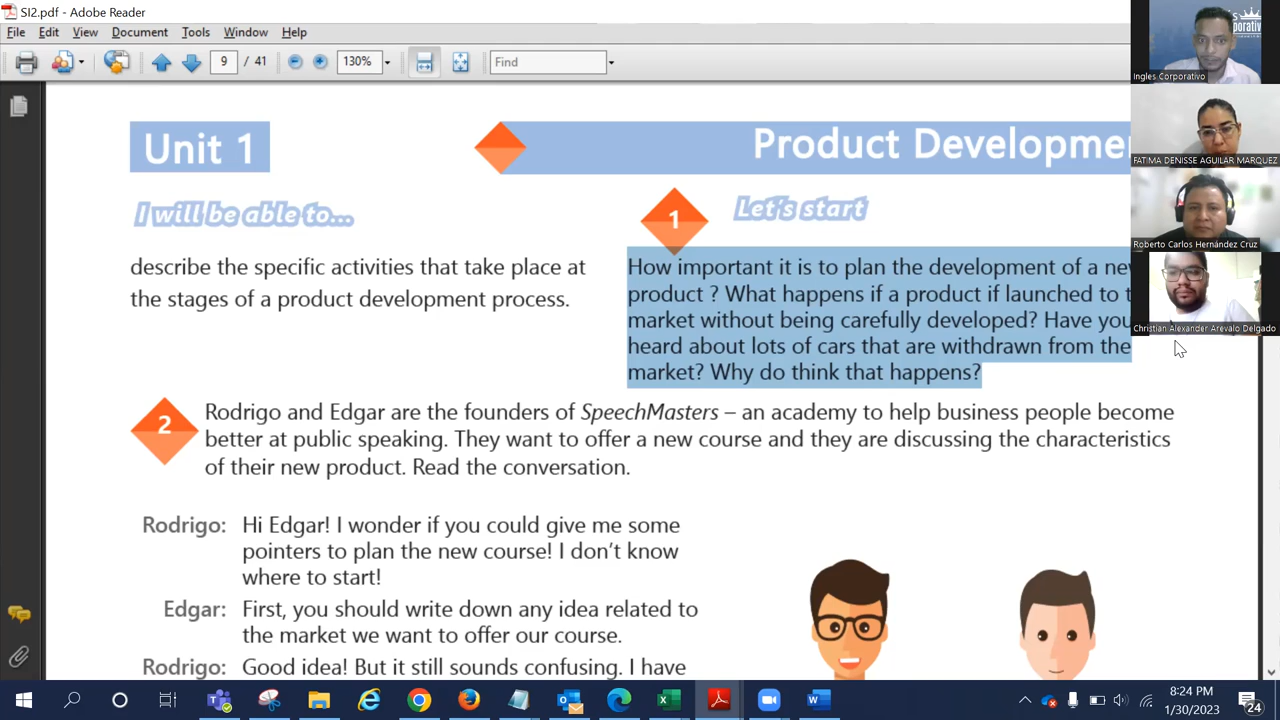 SI2.pdf - Adobe Reader
File Edit View Document Tools Window Help
9 / 41 130% Find
Unit 1
Product Developme
I will be able to...
describe the specific activities that take place at
the stages of a product development process.
1
Let's start
How important it is to plan the development of a new
product ? What happens if a product if launched to t
market without being carefully developed? Have you
heard about lots of cars that are withdrawn from the
market? Why do think that happens?
2
Rodrigo and Edgar are the founders of SpeechMasters – an academy to help business people become
better at public speaking. They want to offer a new course and they are discussing the characteristics
of their new product. Read the conversation.
Rodrigo: Hi Edgar! I wonder if you could give me some
pointers to plan the new course! I don't know
where to start!
Edgar: First, you should write down any idea related to
the market we want to offer our course.
Rodrigo: Good idea! But it still sounds confusing. I have
Ingles Corporativo
FATIMA DENISSE AGUILAR MARQUEZ
Roberto Carlos Hernández Cruz
Christian Alexander Arevalo Delgado
8:24 PM
1/30/2023
24